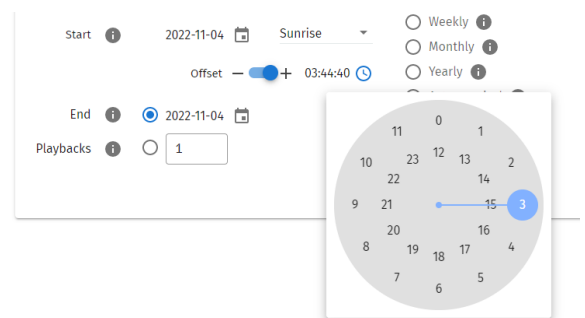 Start 2022-11-04 Sunrise
Weekly
Monthly
Offset − + 03:44:40
Yearly
End 2022-11-04
Playbacks 1
0
11 1
12
23 13
10 2
22 14
9 21 15 3
20 16
8 4
19 17
18
7 5
6